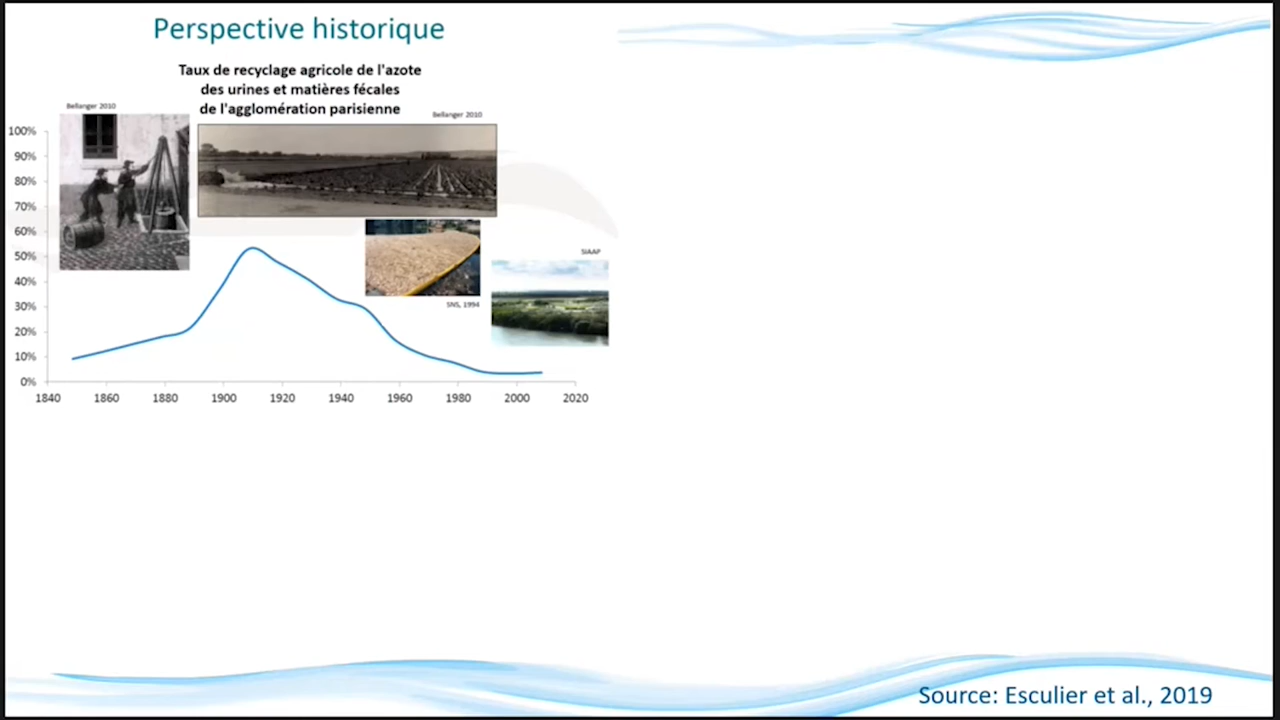 Perspective historique
Taux de recyclage agricole de l'azote
des urines et matières fécales
de l'agglomération parisienne
Bellanger 2010
Bellanger 2010
100%
90%
80%
70%
60%
50%
40%
30%
20%
10%
0%
SIAAP
SNS, 1994
1840 1860 1880 1900 1920 1940 1960 1980 2000 2020
Source: Esculier et al., 2019